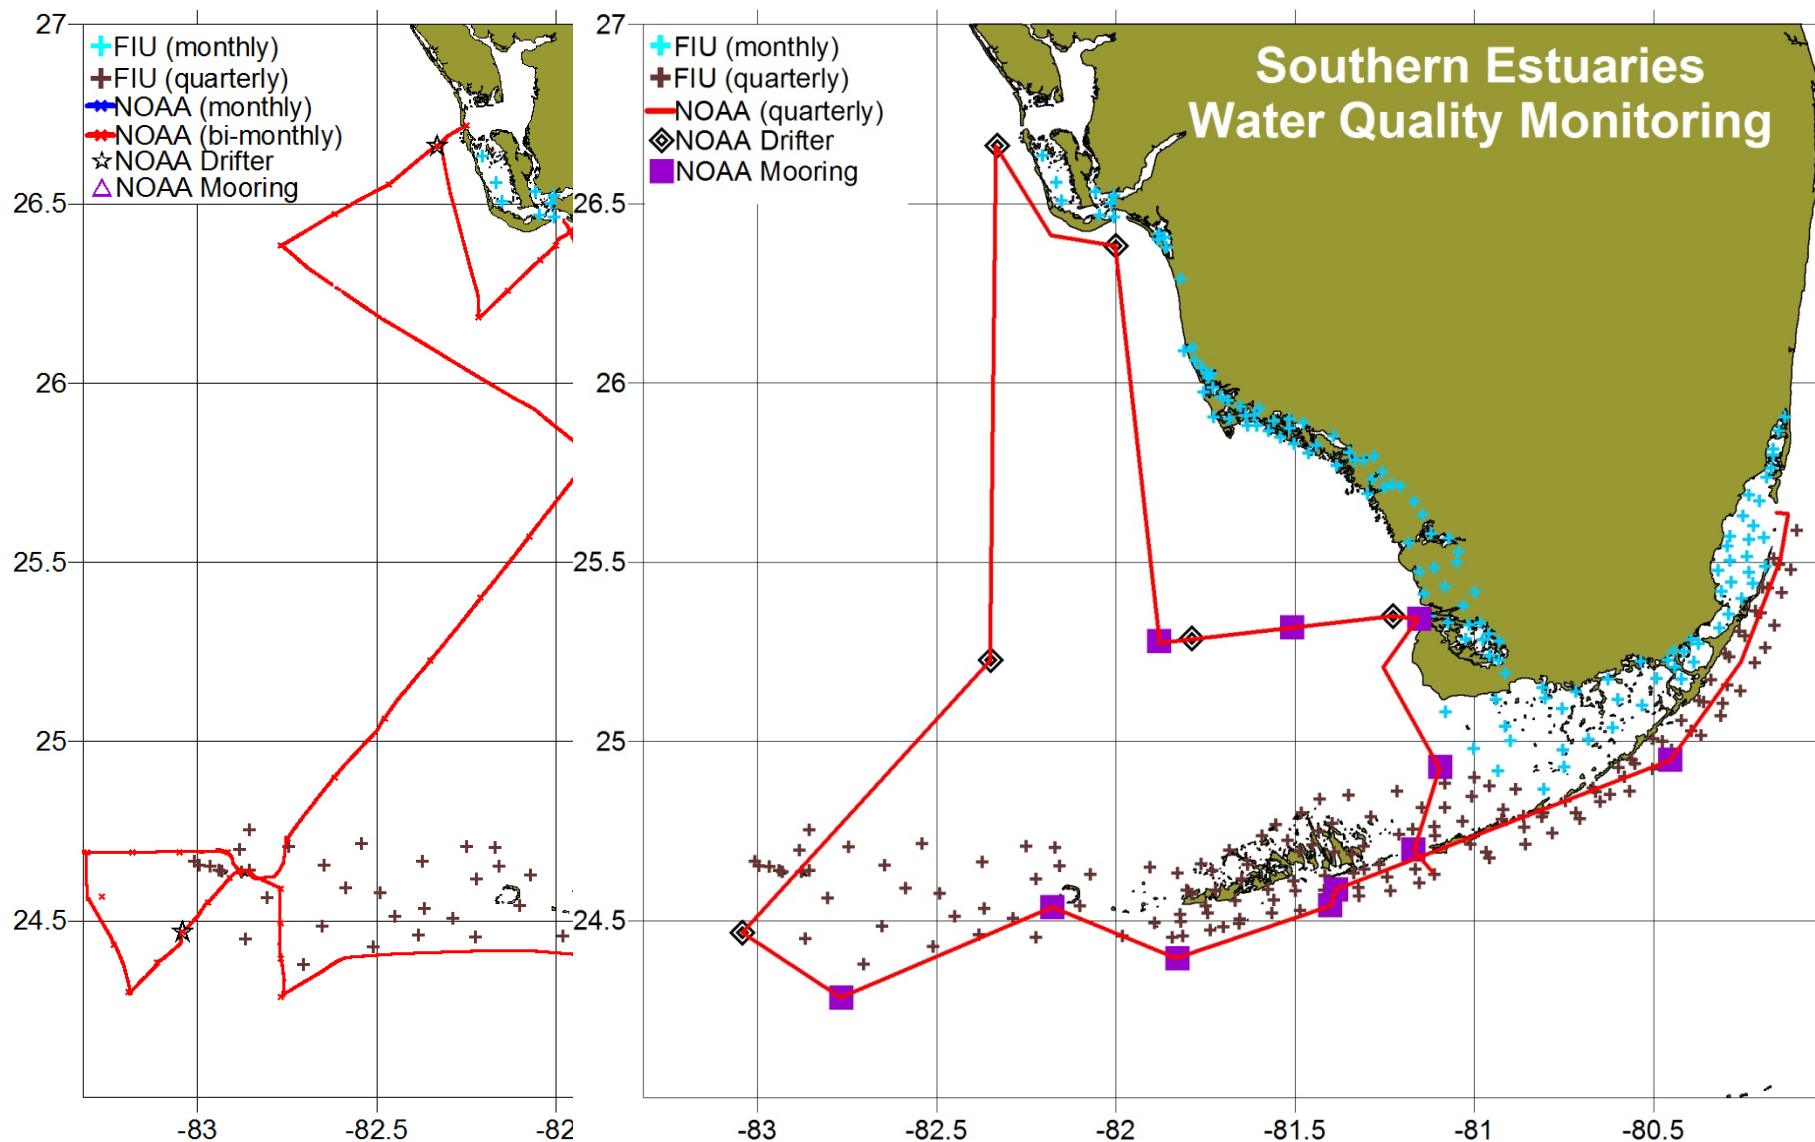 27
FIU (monthly)
FIU (quarterly)
NOAA (monthly)
NOAA (bi-monthly)
NOAA Drifter
NOAA Mooring
26.5
26
25.5
25
24.5
-83
-82.5
-82
27
FIU (monthly)
FIU (quarterly)
NOAA (quarterly)
NOAA Drifter
NOAA Mooring
Southern Estuaries
Water Quality Monitoring
26.5
26
25.5
25
24.5
-83
-82.5
-82
-81.5
-81
-80.5